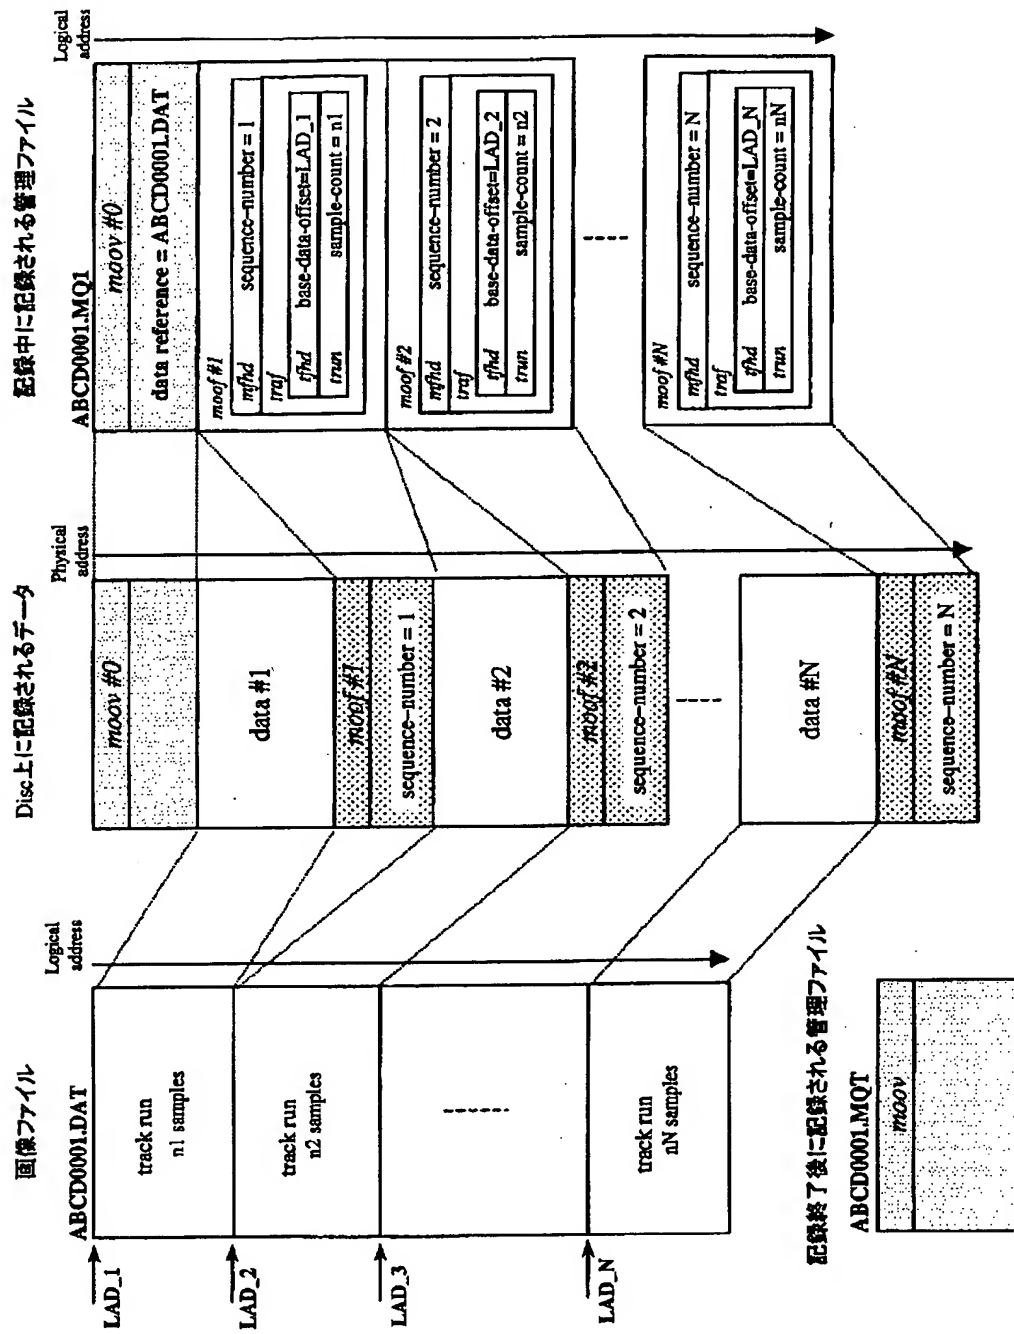 画像ファイル
ABCD0001.DAT
Logical
address
LAD_1
track run
n1 samples
LAD_2
track run
n2 samples
LAD_3
LAD_N
track run
nN samples
記録終了後に記録される管理ファイル
ABCD0001.MQT
moov
Disc上に記録されるデータ
Physical
address
moov #0
data #1
moof #1
sequence-number = 1
data #2
moof #2
sequence-number = 2
data #N
moof #N
sequence-number = N
記録中に記録される管理ファイル
ABCD0001.MQ1
Logical
address
moov #0
data reference = ABCD0001.DAT
moof #1
mfhd sequence-number = 1
traf
tfhd base-data-offset=LAD_1
trun sample-count = n1
moof #2
mfhd sequence-number = 2
traf
tfhd base-data-offset=LAD_2
trun sample-count = n2
moof #N
mfhd sequence-number = N
traf
tfhd base-data-offset=LAD_N
trun sample-count = nN